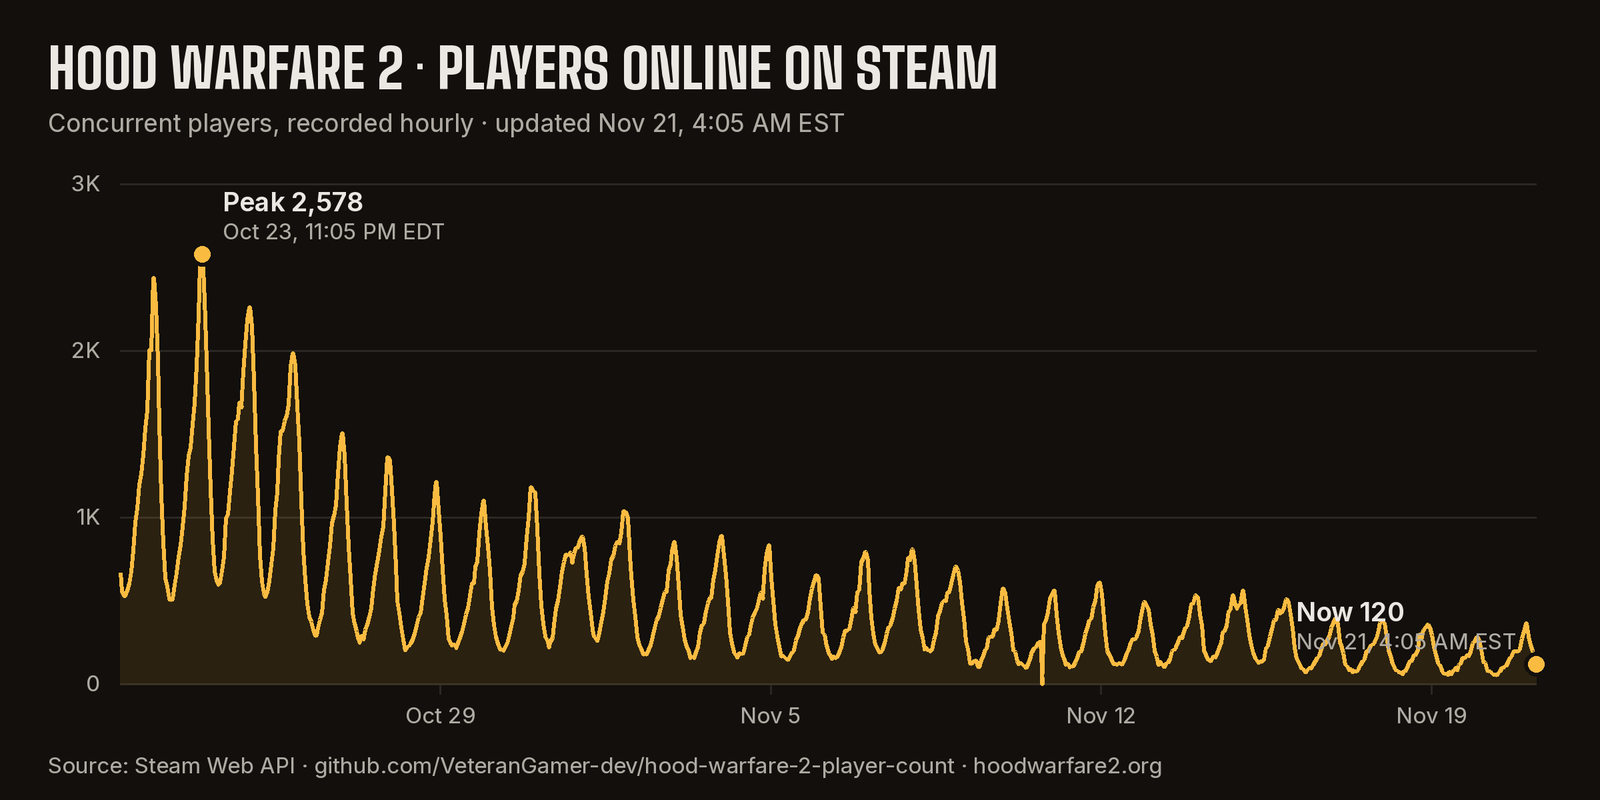 HOOD WARFARE 2 · PLAYERS ONLINE ON STEAM
Concurrent players, recorded hourly · updated Nov 21, 4:05 AM EST
3K
Peak 2,578
Oct 23, 11:05 PM EDT
2K
1K
Now 120
Nov 21, 4:05 AM EST
0
Oct 29
Nov 5
Nov 12
Nov 19
Source: Steam Web API · github.com/VeteranGamer-dev/hood-warfare-2-player-count · hoodwarfare2.org